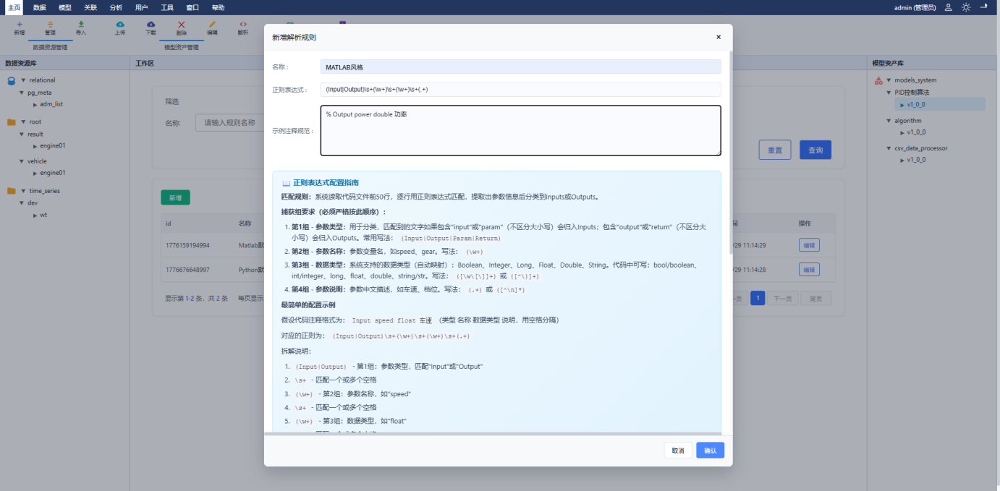 主页 数据 模型 关联 分析 用户 工具 窗口 帮助 admin (管理员)
新增 管理 导入 上传 下载 删除 编辑 解析
数据资源管理 模型资产管理
数据资源库
relational
pg_meta
adm_list
root
result
engine01
vehicle
engine01
time_series
dev
wt
工作区
筛选
名称 请输入规则名称
重置 查询
新增
id 名称 操作
1776159194994 Matlab默 /29 11:14:29 编辑
1776676648997 Python默 /29 11:14:28 编辑
显示第 1-2 条，共 2 条 每页显示 1 下一页 尾页
新增解析规则 ×
名称： MATLAB风格
正则表达式： (Input|Output)\s+(\w+)\s+(\w+)\s+(.+)
示例注释规范： % Output power double 功率
正则表达式配置指南
匹配规则：系统读取代码文件前50行，逐行用正则表达式匹配，提取出参数信息后分类到Inputs或Outputs。
捕获组要求（必须严格按此顺序）：
1. 第1组 - 参数类型：用于分类，匹配到的文字如果包含"input"或"param"（不区分大小写）会归入Inputs；包含"output"或"return"（不区分大
小写）会归入Outputs。常用写法： (Input|Output|Param|Return)
2. 第2组 - 参数名称：参数变量名，如speed、gear。写法： (\w+)
3. 第3组 - 数据类型：系统支持的数据类型（自动映射）：Boolean、Integer、Long、Float、Double、String。代码中可写：bool/boolean、
int/integer、long、float、double、string/str。写法： ([\w\[\]]+) 或 ([^\)]+)
4. 第4组 - 参数说明：参数中文描述，如车速、档位。写法： (.+) 或 ([^\n]*)
最简单的配置示例
假设代码注释格式为： Input speed float 车速 （类型 名称 数据类型 说明，用空格分隔）
对应的正则为： (Input|Output)\s+(\w+)\s+(\w+)\s+(.+)
拆解说明：
1. (Input|Output) - 第1组：参数类型，匹配"Input"或"Output"
2. \s+ - 匹配一个或多个空格
3. (\w+) - 第2组：参数名称，如"speed"
4. \s+ - 匹配一个或多个空格
5. (\w+) - 第3组：数据类型，如"float"
取消 确认
模型资产库
models_system
PID控制算法
v1_0_0
algorithm
v1_0_0
csv_data_processor
v1_0_0